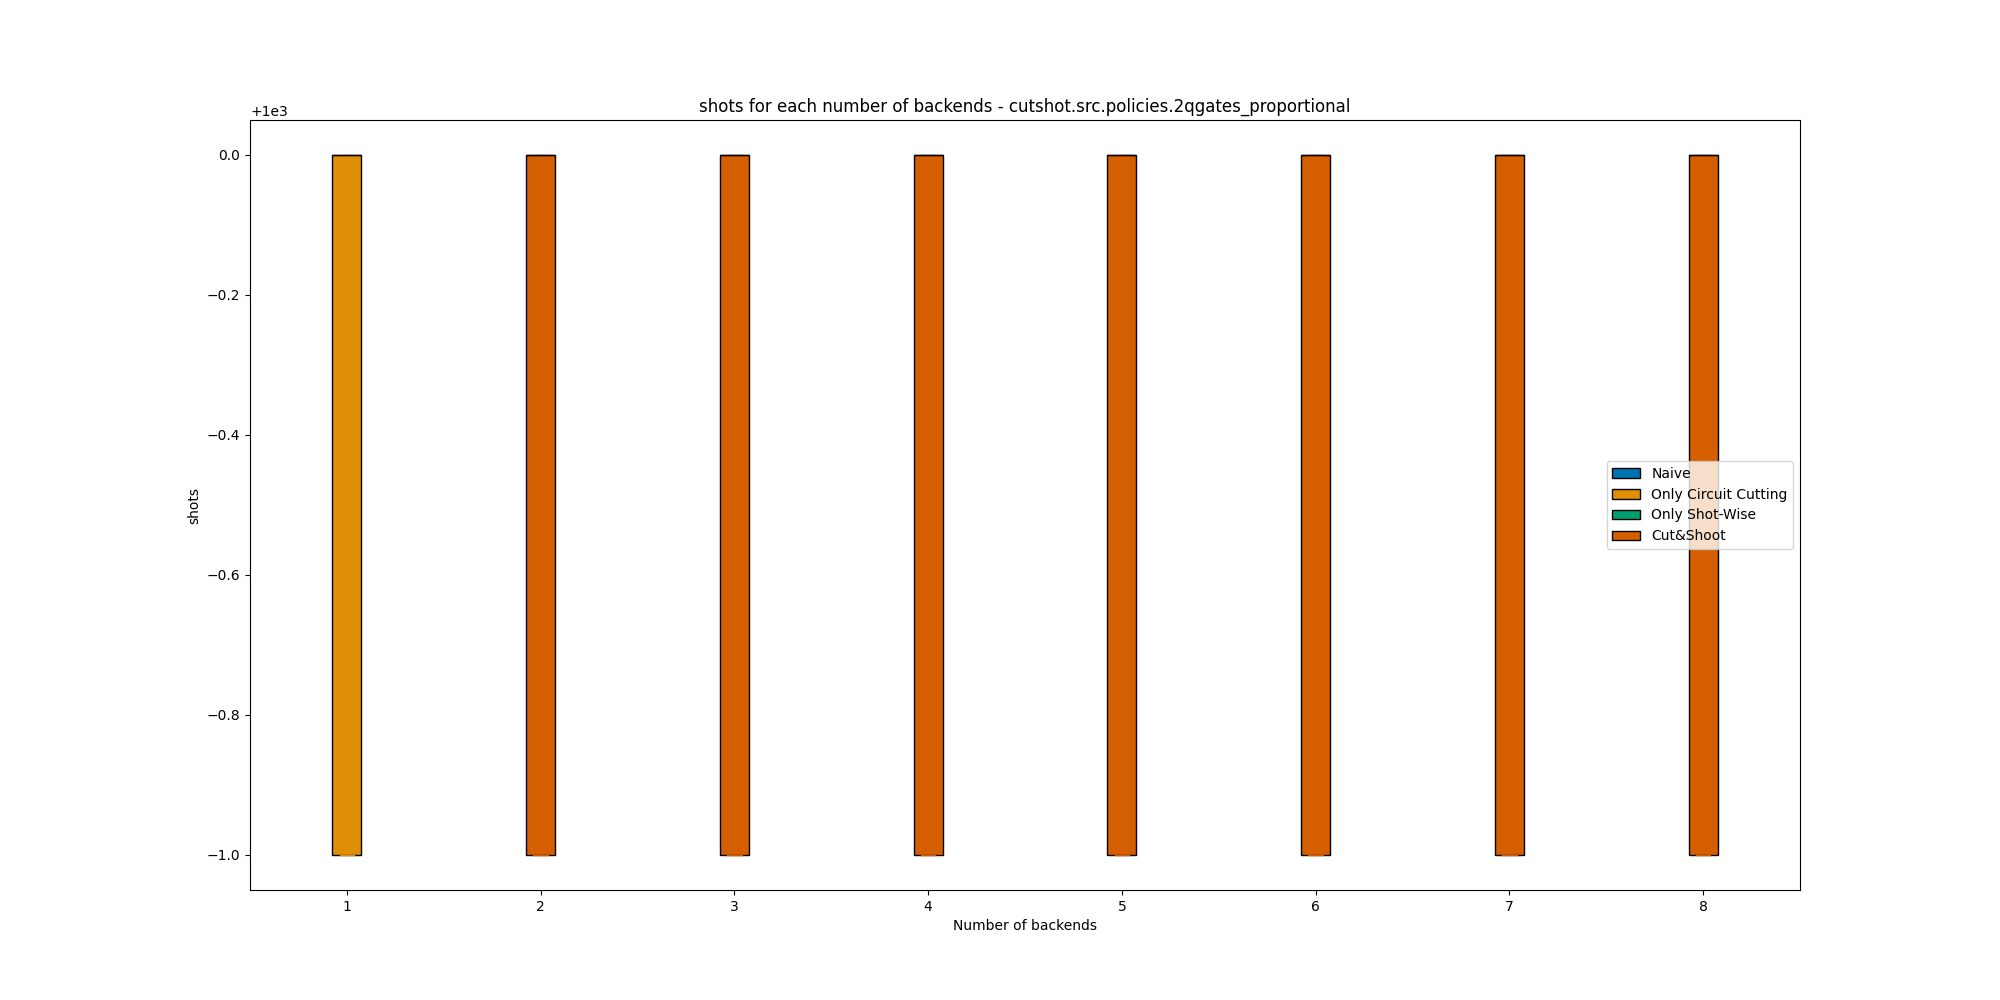 shots for each number of backends - cutshot.src.policies.2qgates_proportional
+1e3
0.0
−0.2
−0.4
−0.6
−0.8
−1.0
shots
Naive
Only Circuit Cutting
Only Shot-Wise
Cut&Shoot
1 2 3 4 5 6 7 8
Number of backends